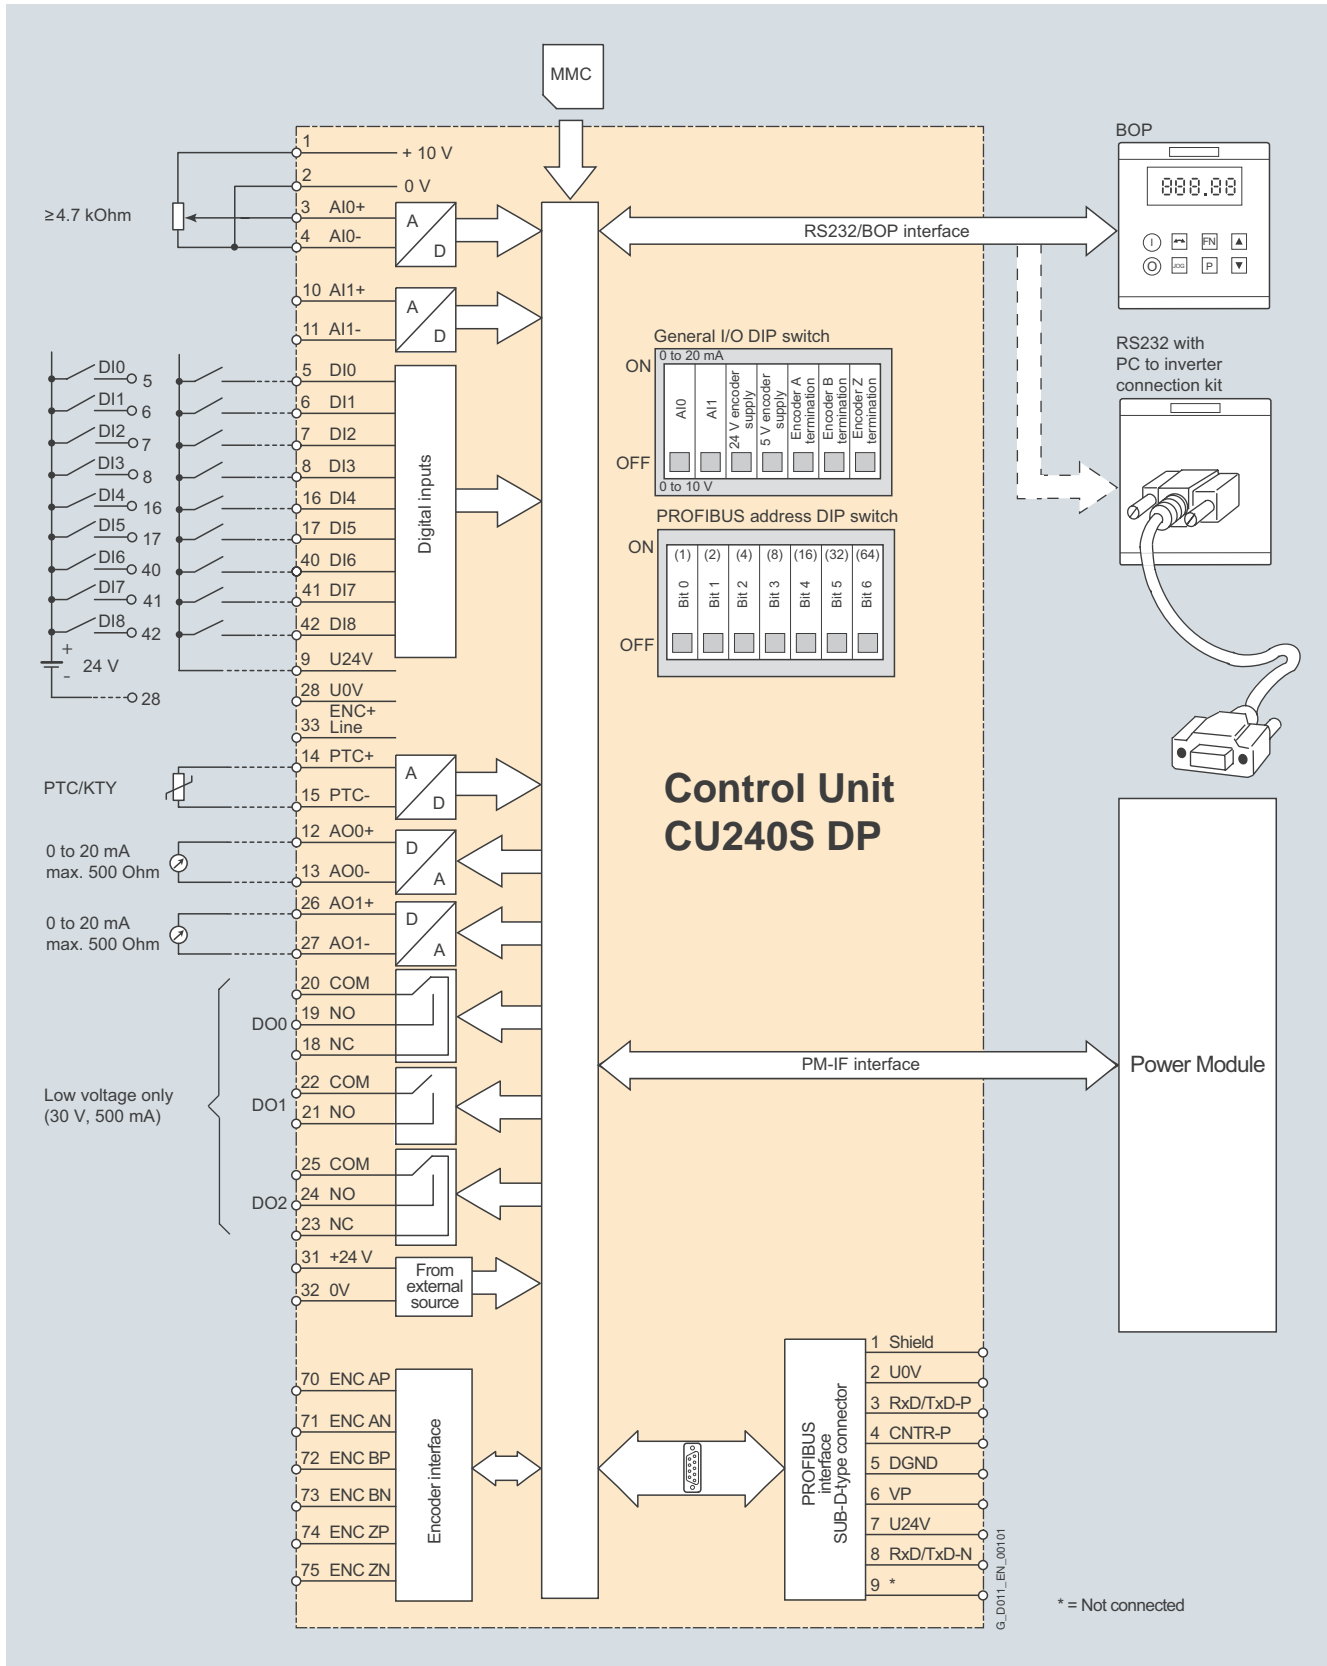 MMC
BOP
888.88
I
FN
O
JOG
P
1
+ 10 V
2
0 V
≥4.7 kOhm
3 AI0+
4 AI0-
A
D
RS232/BOP interface
10 AI1+
11 AI1-
A
D
RS232 with
PC to inverter
connection kit
General I/O DIP switch
ON
0 to 20 mA
AI0
AI1
24 V encoder
supply
5 V encoder
supply
Encoder A
termination
Encoder B
termination
Encoder Z
termination
OFF
0 to 10 V
PROFIBUS address DIP switch
ON
(1) (2) (4) (8) (16) (32) (64)
Bit 0
Bit 1
Bit 2
Bit 3
Bit 4
Bit 5
Bit 6
OFF
DI0 5
DI1 6
DI2 7
DI3 8
DI4 16
DI5 17
DI6 40
DI7 41
DI8 42
+
24 V
-
28
5 DI0
6 DI1
7 DI2
8 DI3
16 DI4
17 DI5
40 DI6
41 DI7
42 DI8
Digital inputs
9 U24V
28 U0V
ENC+
33 Line
PTC/KTY
14 PTC+
15 PTC-
A
D
Control Unit
CU240S DP
0 to 20 mA
max. 500 Ohm
12 AO0+
13 AO0-
D
A
0 to 20 mA
max. 500 Ohm
26 AO1+
27 AO1-
D
A
Low voltage only
(30 V, 500 mA)
DO0
20 COM
19 NO
18 NC
DO1
22 COM
21 NO
DO2
25 COM
24 NO
23 NC
PM-IF interface
Power Module
31 +24 V
32 0V
From
external
source
70 ENC AP
71 ENC AN
72 ENC BP
73 ENC BN
74 ENC ZP
75 ENC ZN
Encoder interface
PROFIBUS
interface
SUB-D-type connector
1 Shield
2 U0V
3 RxD/TxD-P
4 CNTR-P
5 DGND
6 VP
7 U24V
8 RxD/TxD-N
9 *
G_D011_EN_00101
* = Not connected